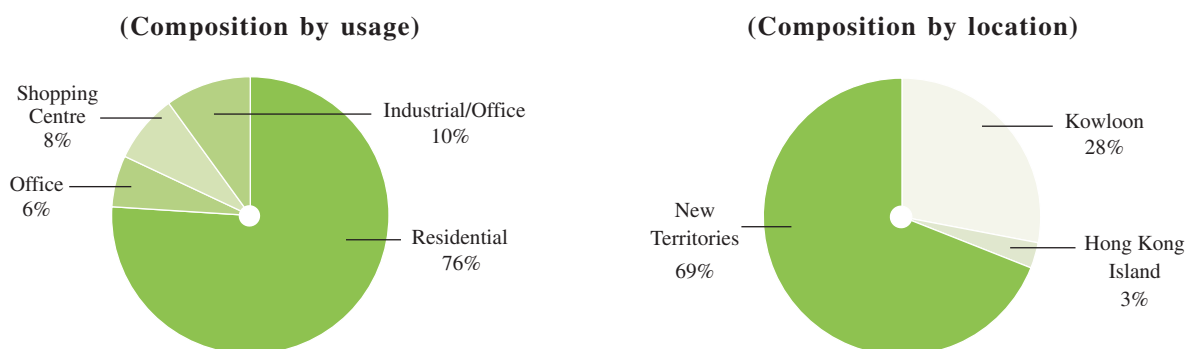 (Composition by usage)
Shopping
Centre
8%
Industrial/Office
10%
Office
6%
Residential
76%
(Composition by location)
Kowloon
28%
New
Territories
69%
Hong Kong
Island
3%